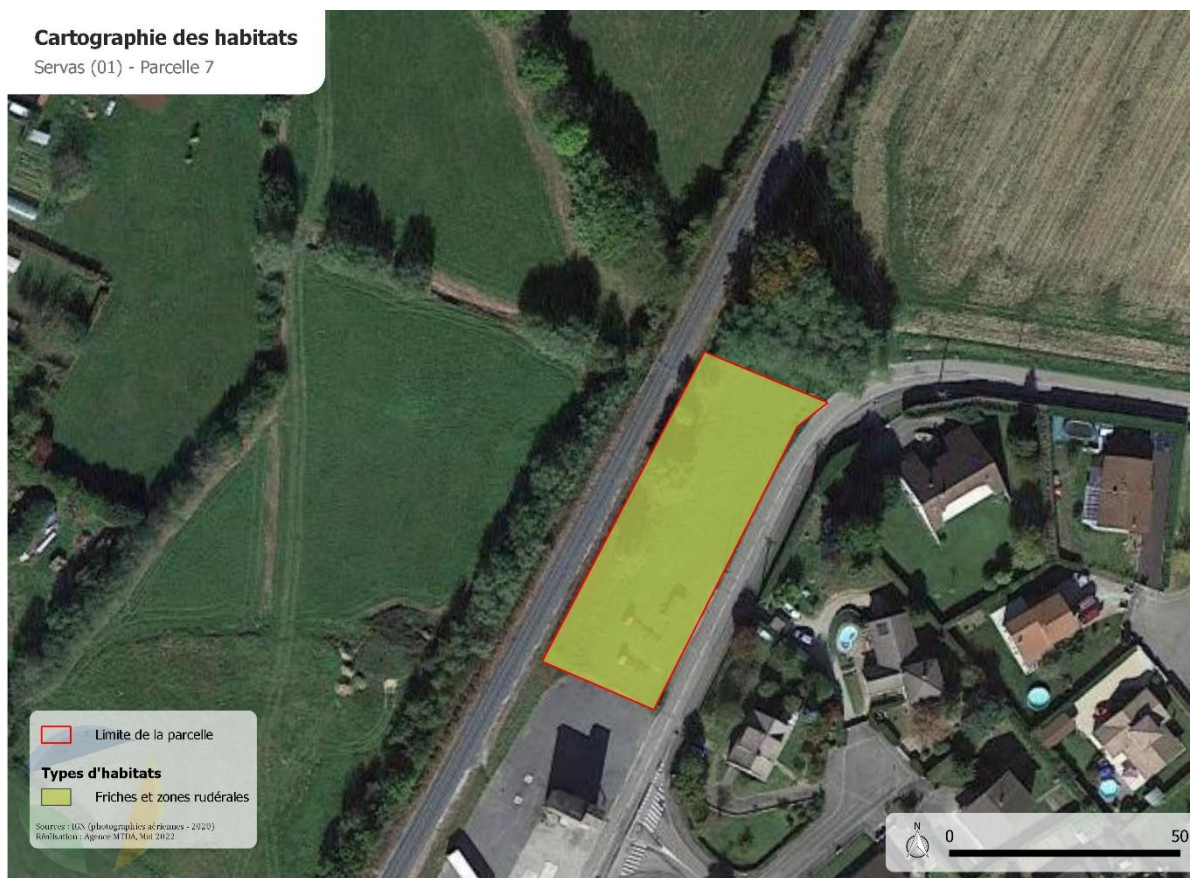 Cartographie des habitats
Servas (01) - Parcelle 7
Limite de la parcelle
Types d'habitats
Friches et zones rudérales
Sources : IGN (photographies aériennes - 2020)
Réalisation : Agence MTDA, Mai 2022
N
0
50